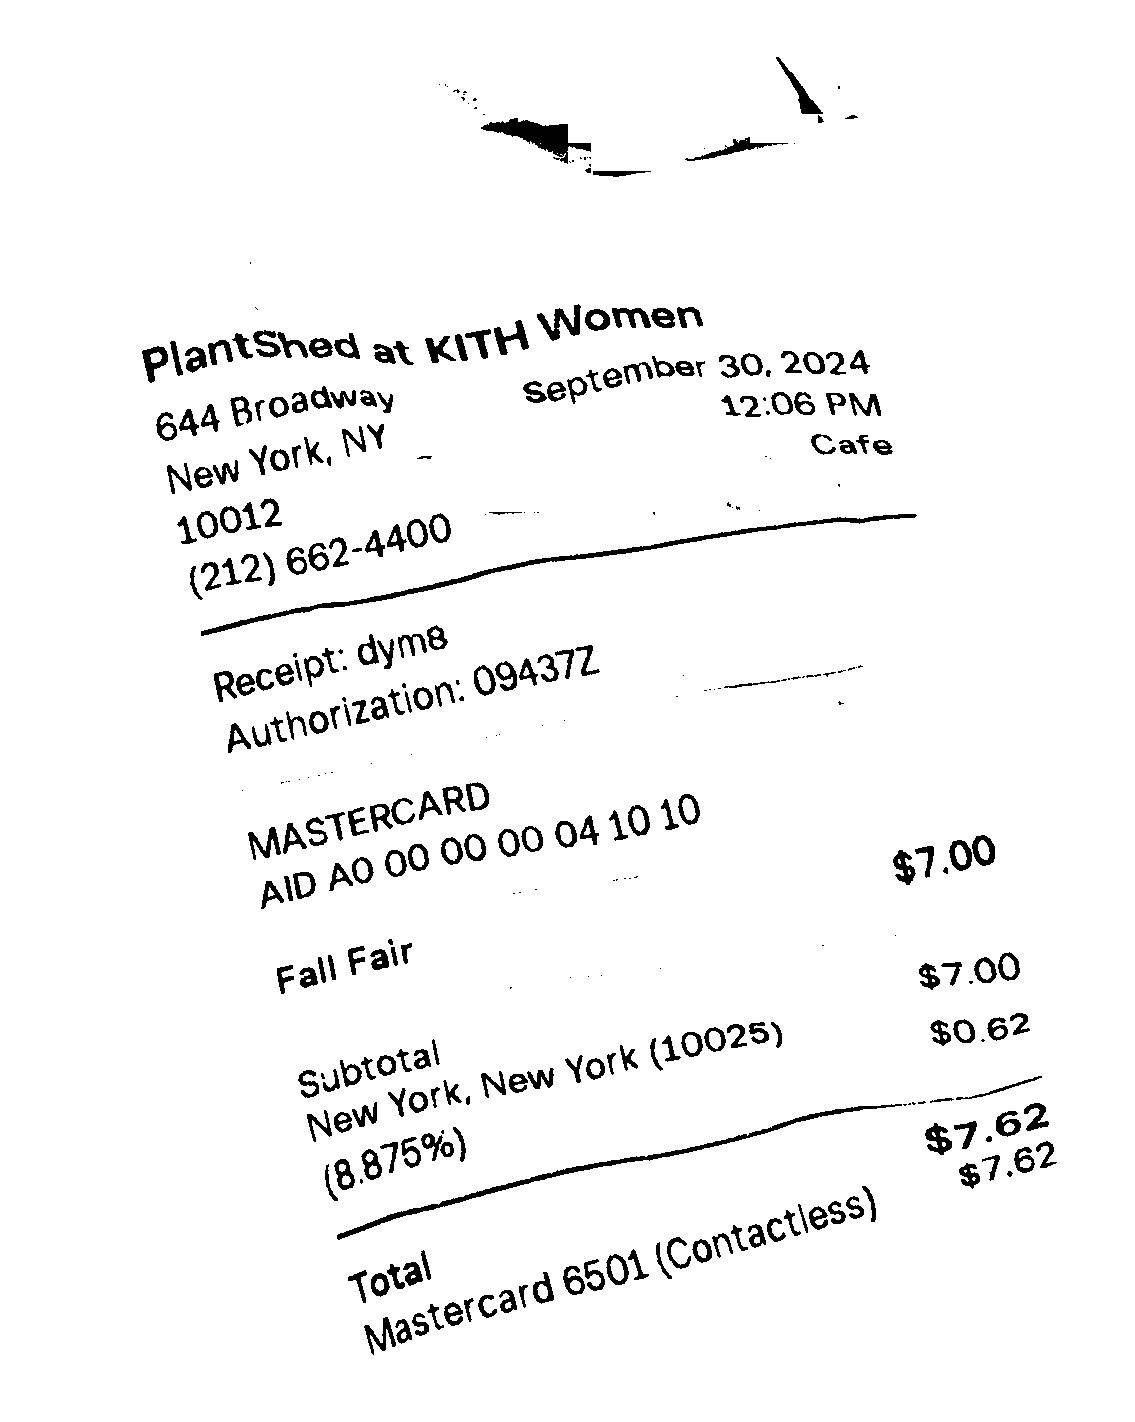 PlantShed at KITH Women
644 Broadway
New York, NY
10012
(212) 662-4400
September 30, 2024
12:06 PM
Cafe
Receipt: dym8
Authorization: 09437Z
MASTERCARD
AID A0 00 00 00 04 10 10
Fall Fair $7.00
Subtotal $7.00
New York, New York (10025) $0.62
(8.875%)
Total $7.62
Mastercard 6501 (Contactless) $7.62